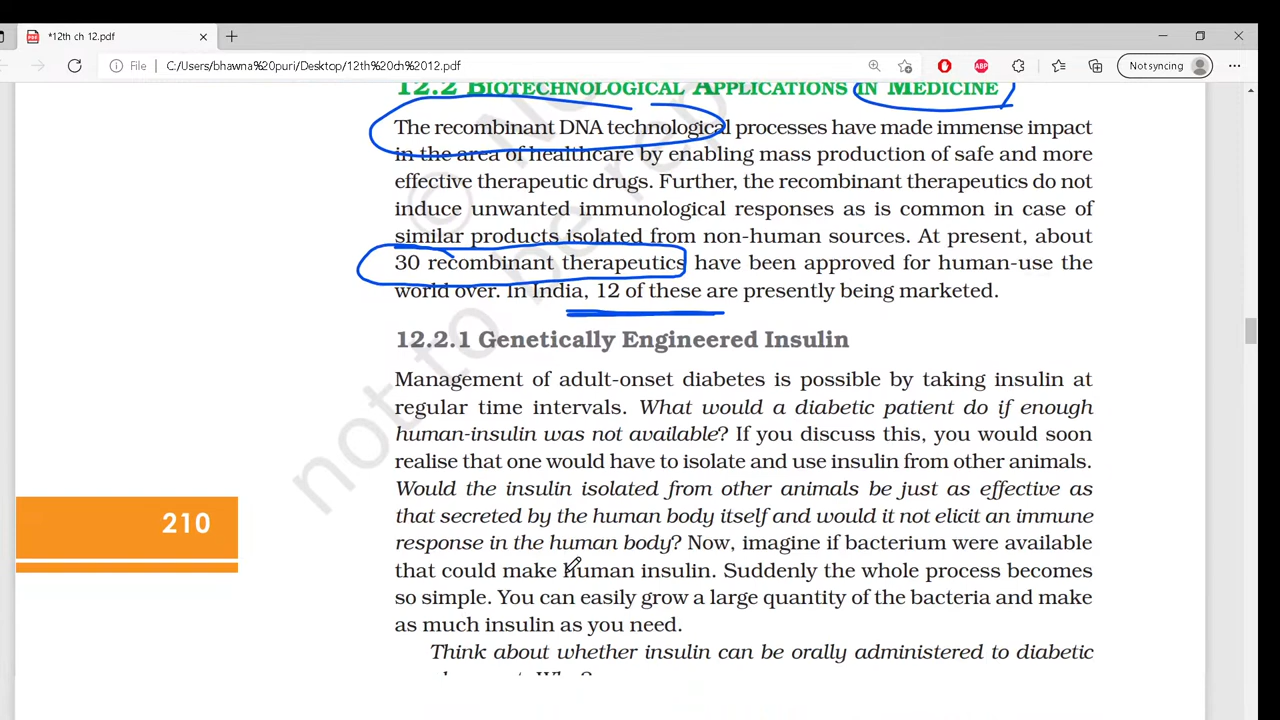 *12th ch 12.pdf
File
C:/Users/bhawna%20puri/Desktop/12th%20ch%2012.pdf
ABP
Not syncing
12.2 BIOTECHNOLOGICAL APPLICATIONS IN MEDICINE
The recombinant DNA technological processes have made immense impact
in the area of healthcare by enabling mass production of safe and more
effective therapeutic drugs. Further, the recombinant therapeutics do not
induce unwanted immunological responses as is common in case of
similar products isolated from non-human sources. At present, about
30 recombinant therapeutics have been approved for human-use the
world over. In India, 12 of these are presently being marketed.
12.2.1 Genetically Engineered Insulin
Management of adult-onset diabetes is possible by taking insulin at
regular time intervals. What would a diabetic patient do if enough
human-insulin was not available? If you discuss this, you would soon
realise that one would have to isolate and use insulin from other animals.
Would the insulin isolated from other animals be just as effective as
that secreted by the human body itself and would it not elicit an immune
response in the human body? Now, imagine if bacterium were available
that could make human insulin. Suddenly the whole process becomes
so simple. You can easily grow a large quantity of the bacteria and make
as much insulin as you need.
Think about whether insulin can be orally administered to diabetic
210
not to be rep